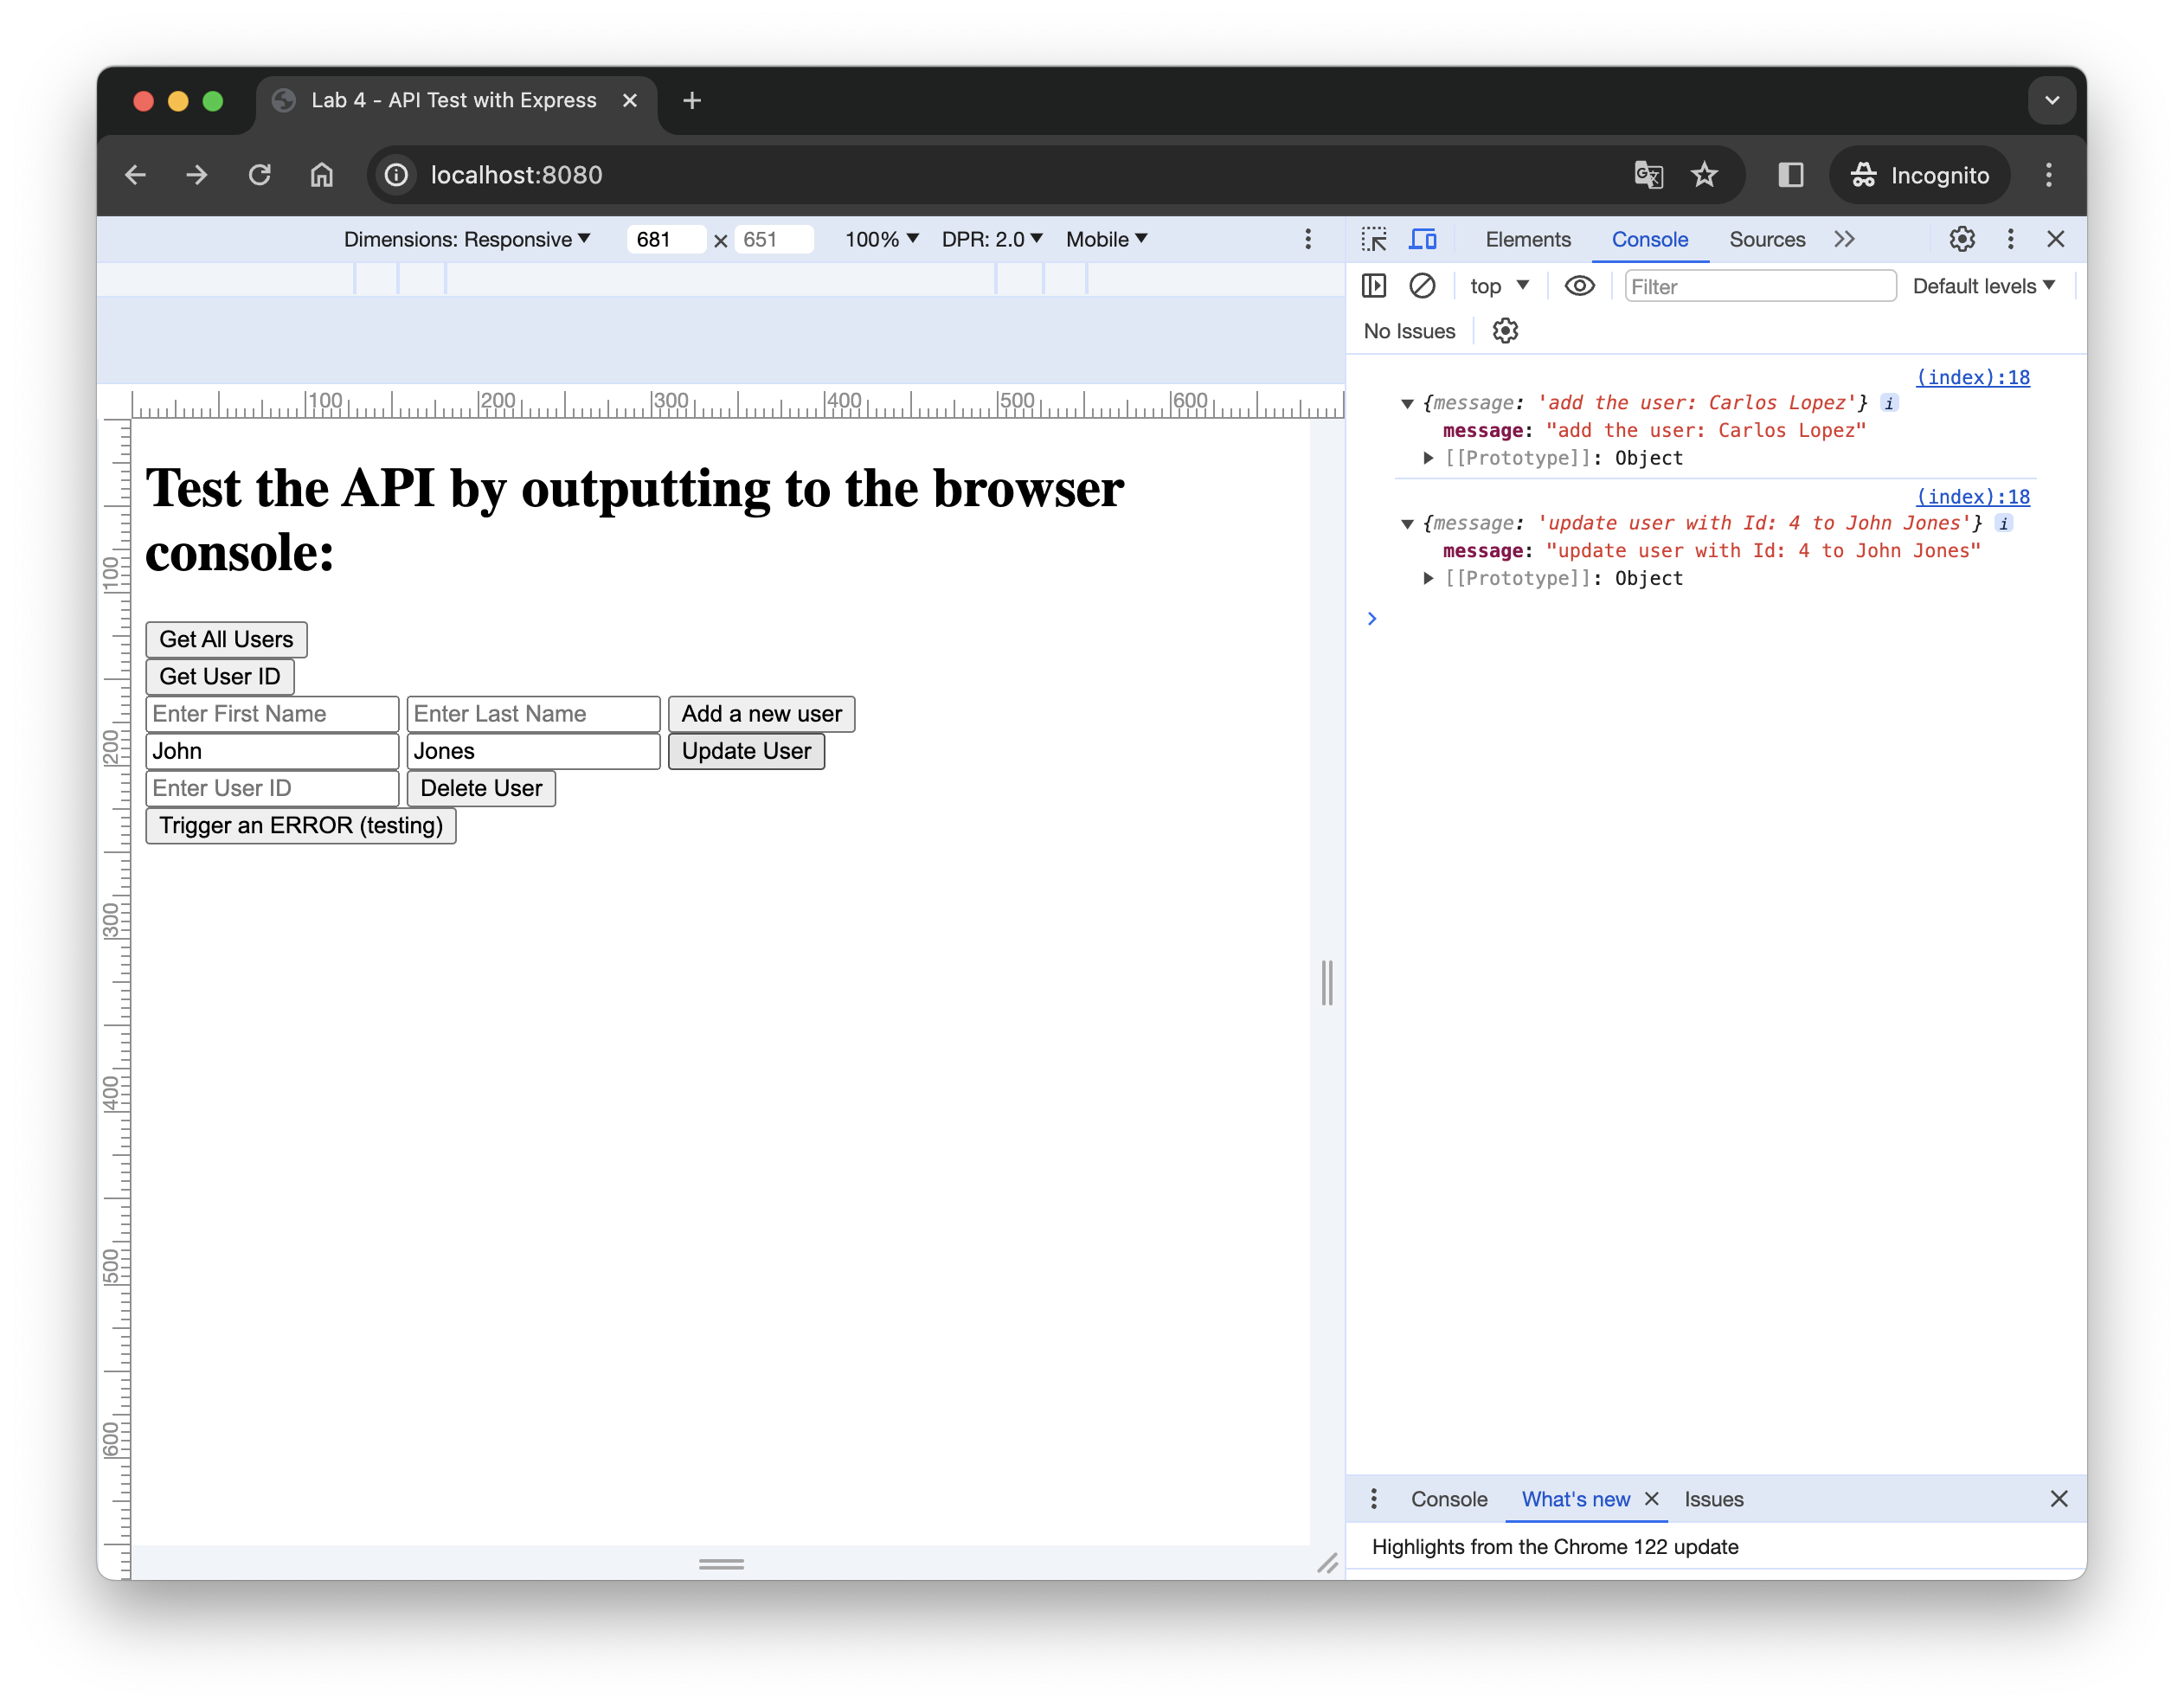 Lab 4 - API Test with Express
localhost:8080
Incognito
Dimensions: Responsive 681 × 651 100% DPR: 2.0 Mobile
100 200 300 400 500 600
Test the API by outputting to the browser
console:
Get All Users
Get User ID
Enter First Name Enter Last Name Add a new user
John Jones Update User
Enter User ID Delete User
Trigger an ERROR (testing)
100
200
300
400
500
600
Elements Console Sources
top Filter Default levels
No Issues
(index):18
{message: 'add the user: Carlos Lopez'} i
message: "add the user: Carlos Lopez"
[[Prototype]]: Object
(index):18
{message: 'update user with Id: 4 to John Jones'} i
message: "update user with Id: 4 to John Jones"
[[Prototype]]: Object
Console What's new Issues
Highlights from the Chrome 122 update